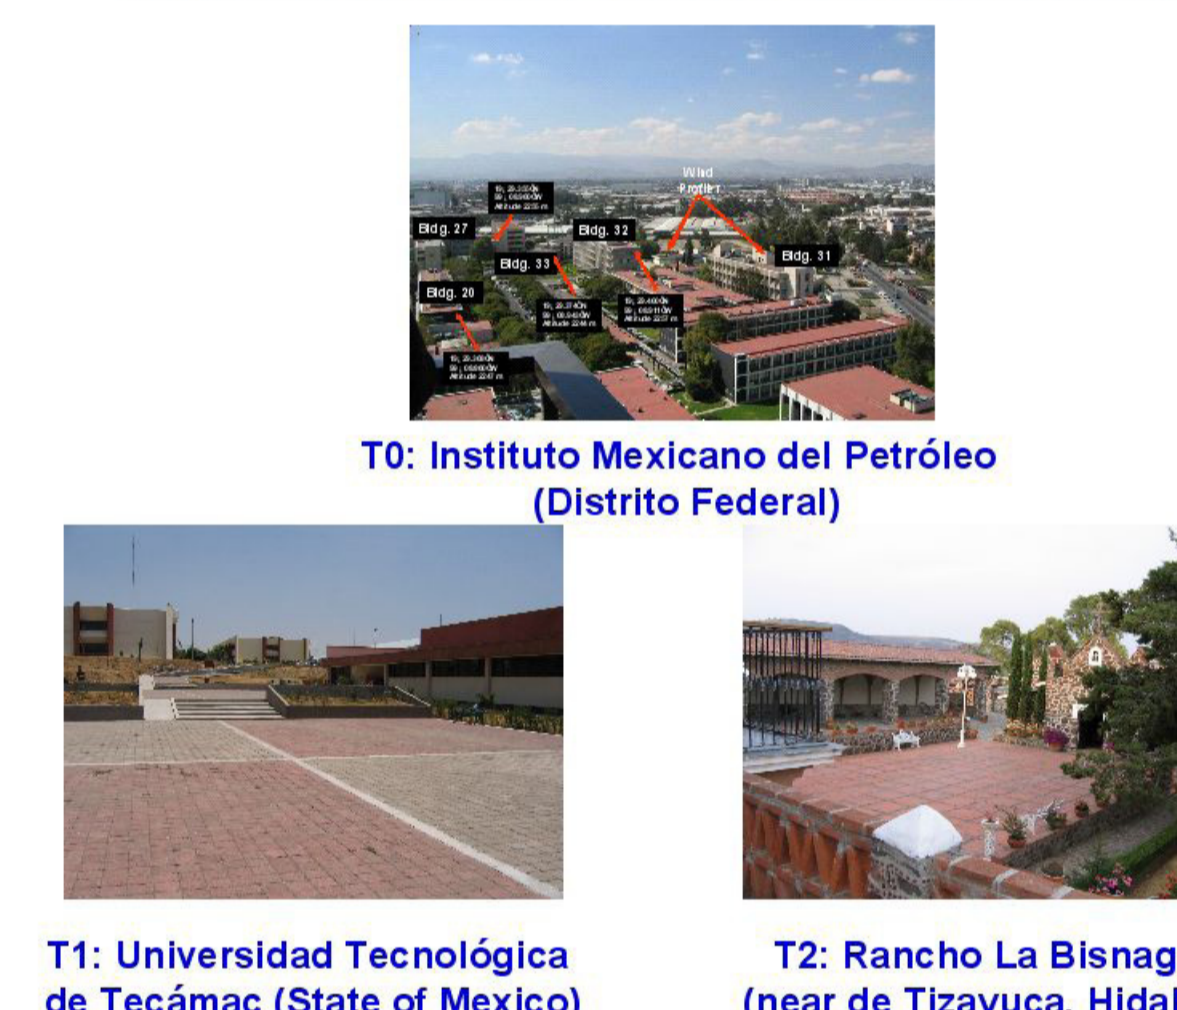 Wind
Profiler
Bldg. 27
Bldg. 32
Bldg. 31
Bldg. 33
Bldg. 20
T0: Instituto Mexicano del Petróleo
(Distrito Federal)
T1: Universidad Tecnológica
de Tecámac (State of Mexico)
T2: Rancho La Bisnag
(near de Tizayuca, Hidal